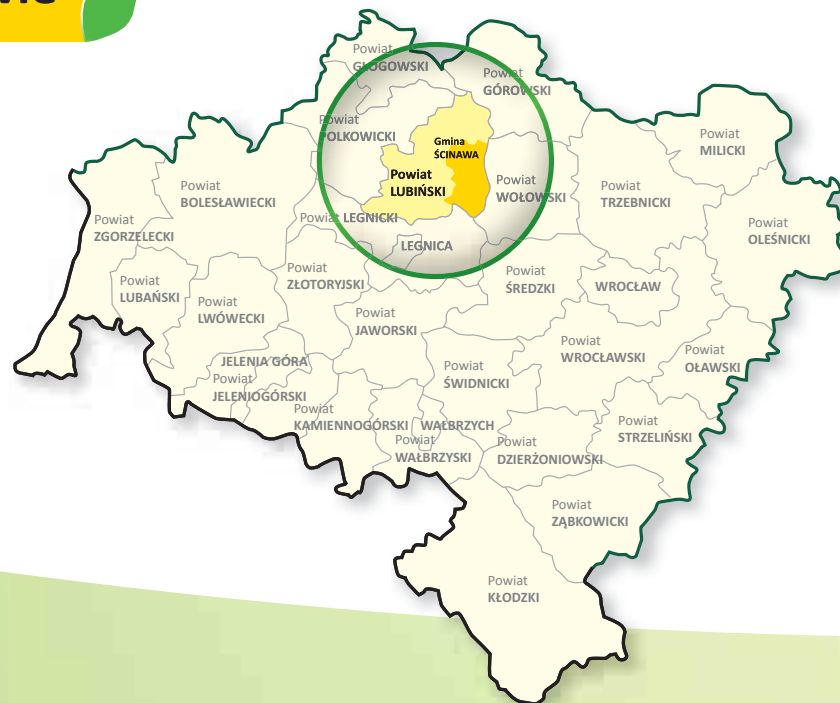 Powiat
GŁOGOWSKI
Powiat
GÓROWSKI
Powiat
POLKOWICKI
Gmina
ŚCINAWA
Powiat
MILICKI
Powiat
LUBIŃSKI
Powiat
WOŁOWSKI
Powiat
TRZEBNICKI
Powiat
BOLESŁAWIECKI
Powiat LEGNICKI
Powiat
ZGORZELECKI
Powiat
OLEŚNICKI
LEGNICA
Powiat
LUBAŃSKI
Powiat
ZŁOTORYJSKI
Powiat
ŚREDZKI
WROCŁAW
Powiat
LWÓWECKI
Powiat
JAWORSKI
Powiat
WROCŁAWSKI
Powiat
OŁAWSKI
JELENIA GÓRA
Powiat
JELENIOGÓRSKI
Powiat
ŚWIDNICKI
Powiat
KAMIENNOGÓRSKI
WAŁBRZYCH
Powiat
WAŁBRZYSKI
Powiat
DZIERŻONIOWSKI
Powiat
STRZELIŃSKI
Powiat
ZĄBKOWICKI
Powiat
KŁODZKI